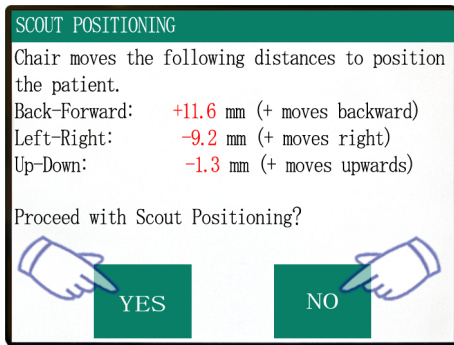 SCOUT POSITIONING
Chair moves the following distances to position
the patient.
Back-Forward: +11.6 mm (+ moves backward)
Left-Right: -9.2 mm (+ moves right)
Up-Down: -1.3 mm (+ moves upwards)
Proceed with Scout Positioning?
YES NO